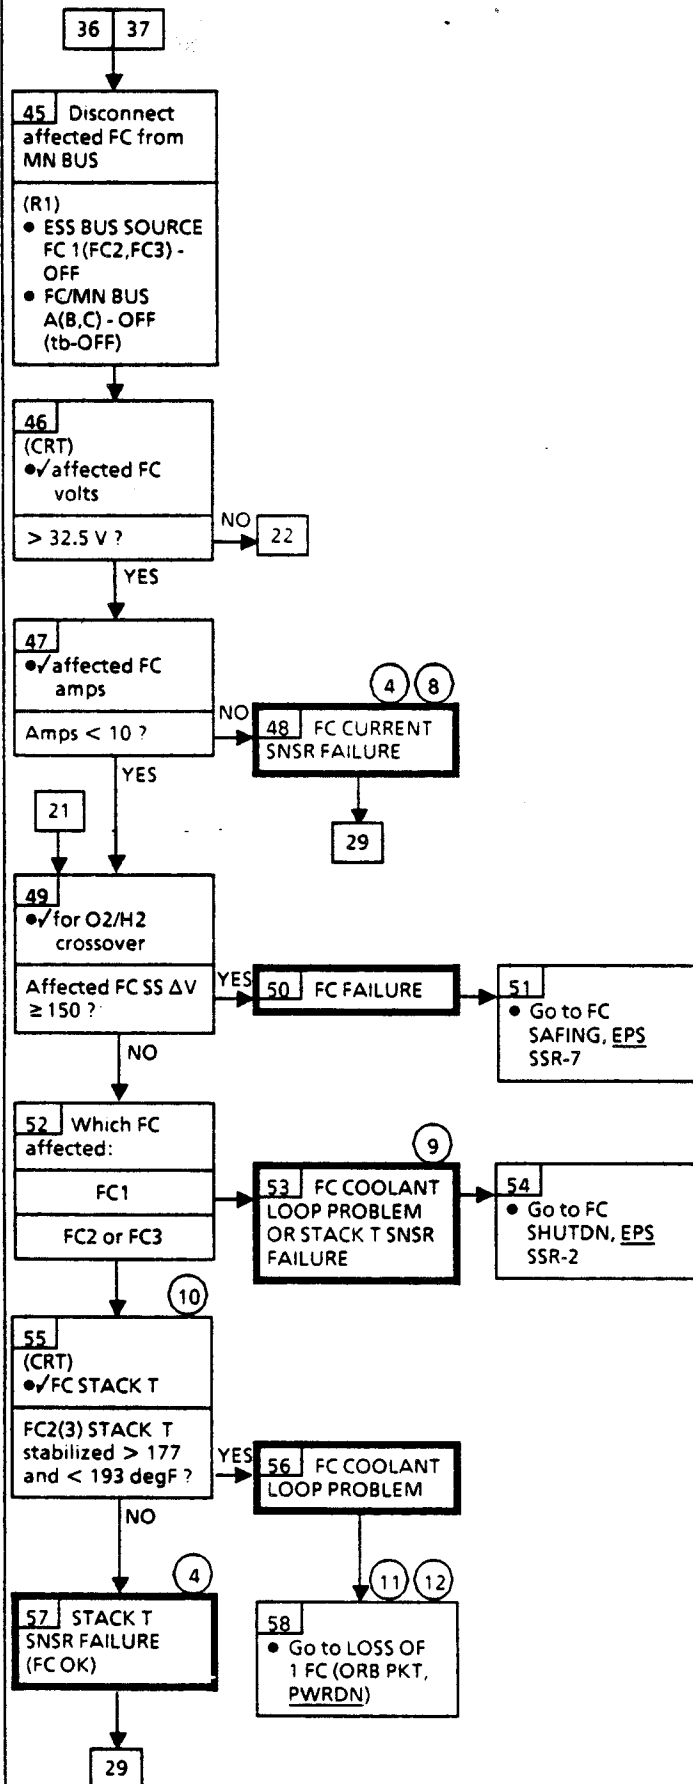 36 37
45 Disconnect
affected FC from
MN BUS
(R1)
● ESS BUS SOURCE
FC 1(FC2,FC3) -
OFF
● FC/MN BUS
A(B,C) - OFF
(tb-OFF)
46
(CRT)
●√affected FC
volts
> 32.5 V ?
NO
22
YES
47
●√affected FC
amps
Amps < 10 ?
NO
4 8
48 FC CURRENT
SNSR FAILURE
29
YES
21
49
●√for O2/H2
crossover
Affected FC SS ΔV
≥ 150 ?
YES
50 FC FAILURE
51
● Go to FC
SAFING, EPS
SSR-7
NO
52 Which FC
affected:
FC1
FC2 or FC3
9
53 FC COOLANT
LOOP PROBLEM
OR STACK T SNSR
FAILURE
54
● Go to FC
SHUTDN, EPS
SSR-2
10
55
(CRT)
●√FC STACK T
FC2(3) STACK T
stabilized > 177
and < 193 degF ?
YES
56 FC COOLANT
LOOP PROBLEM
NO
11 12
58
● Go to LOSS OF
1 FC (ORB PKT,
PWRDN)
4
57 STACK T
SNSR FAILURE
(FC OK)
29